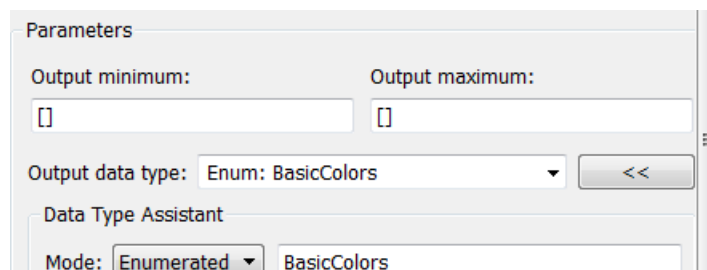 Parameters
Output minimum: Output maximum:
[] []
Output data type: Enum: BasicColors <<
Data Type Assistant
Mode: Enumerated BasicColors